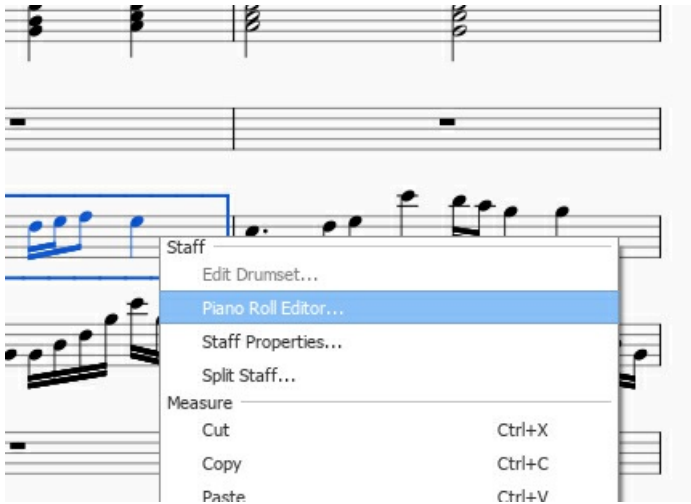 Staff
Edit Drumset...
Piano Roll Editor...
Staff Properties...
Split Staff...
Measure
Cut Ctrl+X
Copy Ctrl+C
Paste Ctrl+V